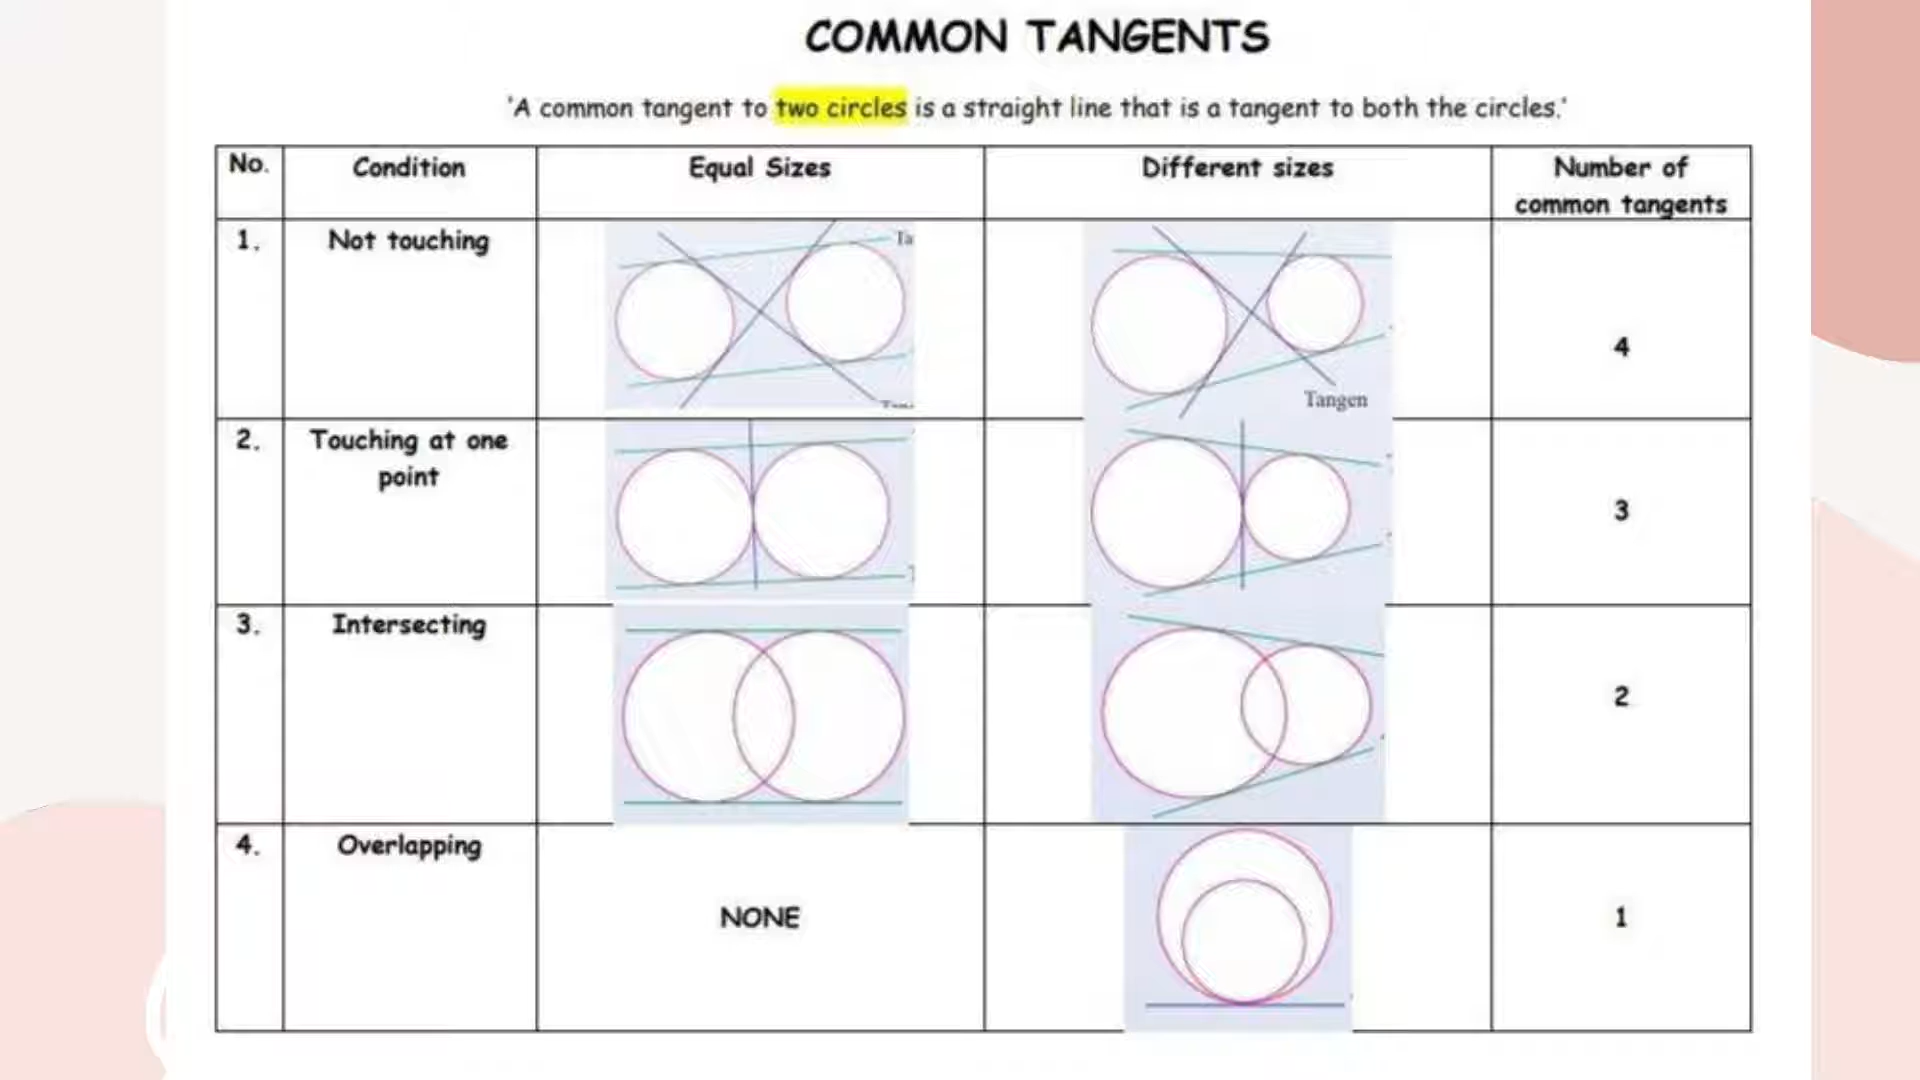 COMMON TANGENTS
'A common tangent to two circles is a straight line that is a tangent to both the circles.'
No. Condition Equal Sizes Different sizes Number of
common tangents
1. Not touching
4
Tangen
2. Touching at one
point
3
3. Intersecting
2
4. Overlapping
NONE 1